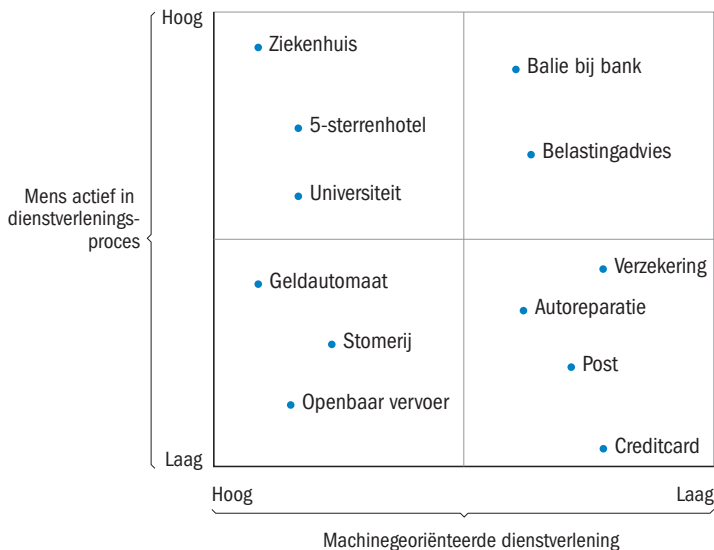 Hoog
Ziekenhuis
Balie bij bank
5-sterrenhotel
Belastingadvies
Universiteit
Mens actief in
dienstverlenings-
proces
Verzekering
Geldautomaat
Autoreparatie
Stomerij
Post
Openbaar vervoer
Creditcard
Laag
Hoog
Laag
Machinegeoriënteerde dienstverlening